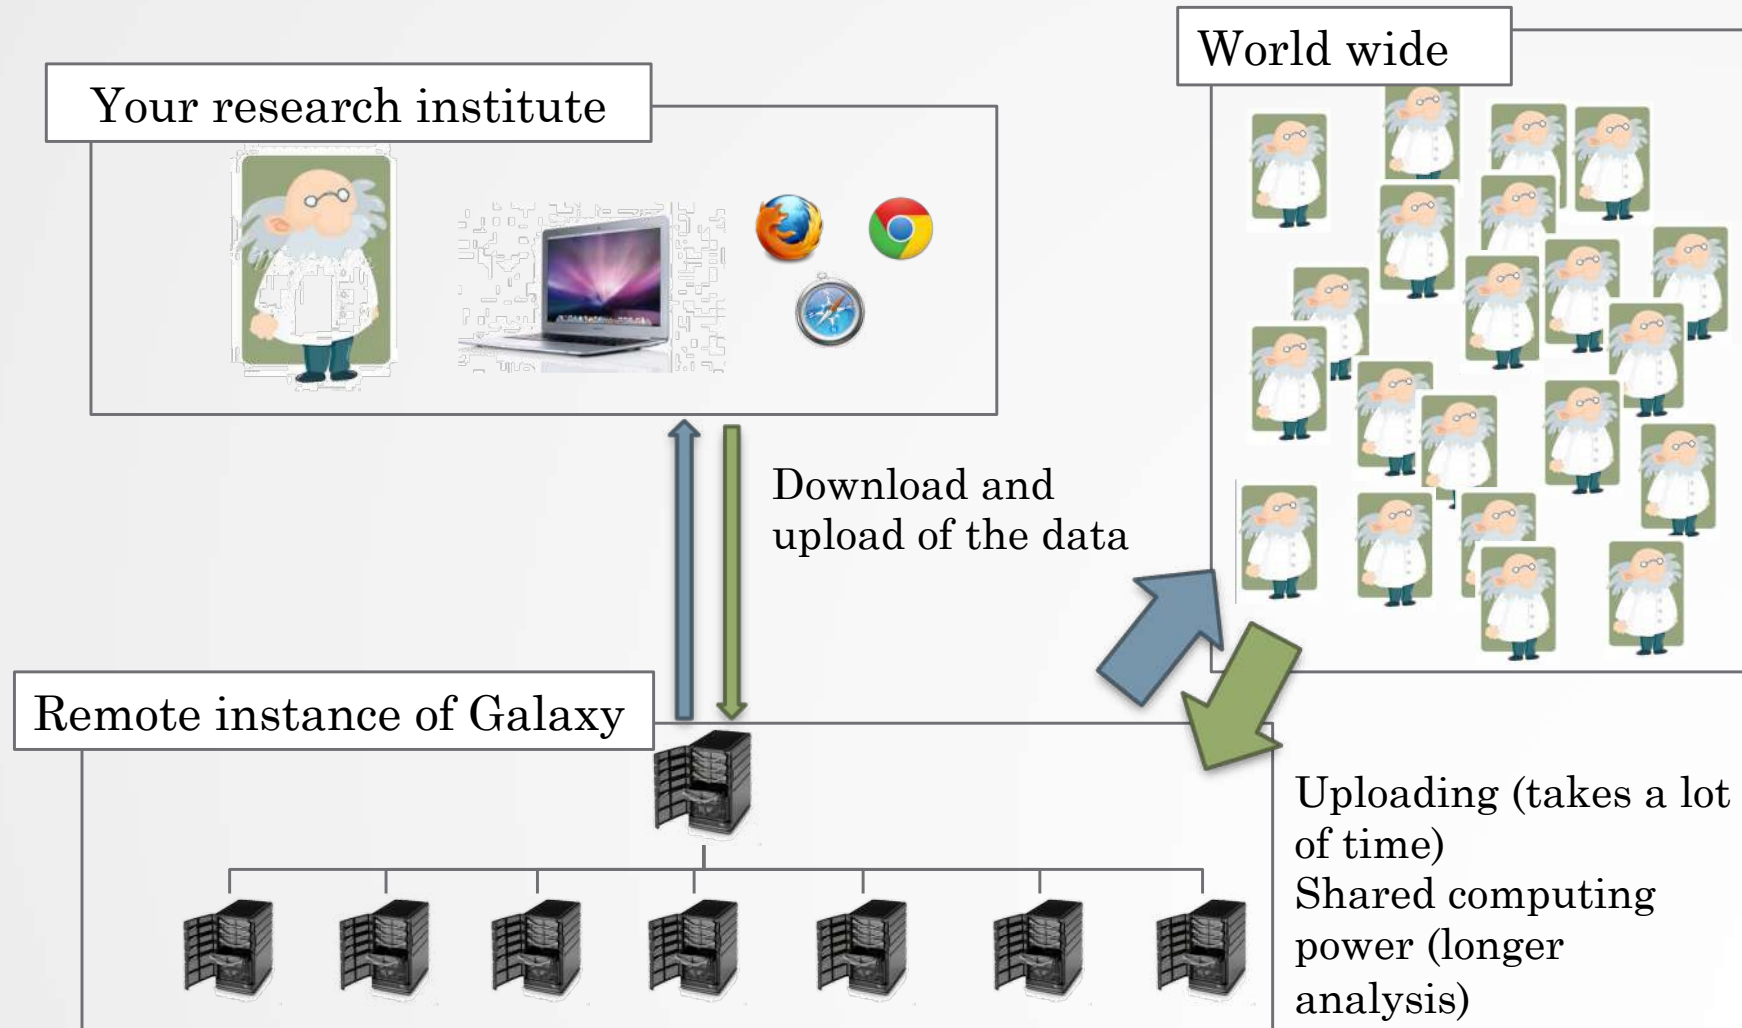 World wide
Your research institute
Download and
upload of the data
Remote instance of Galaxy
Uploading (takes a lot
of time)
Shared computing
power (longer
analysis)